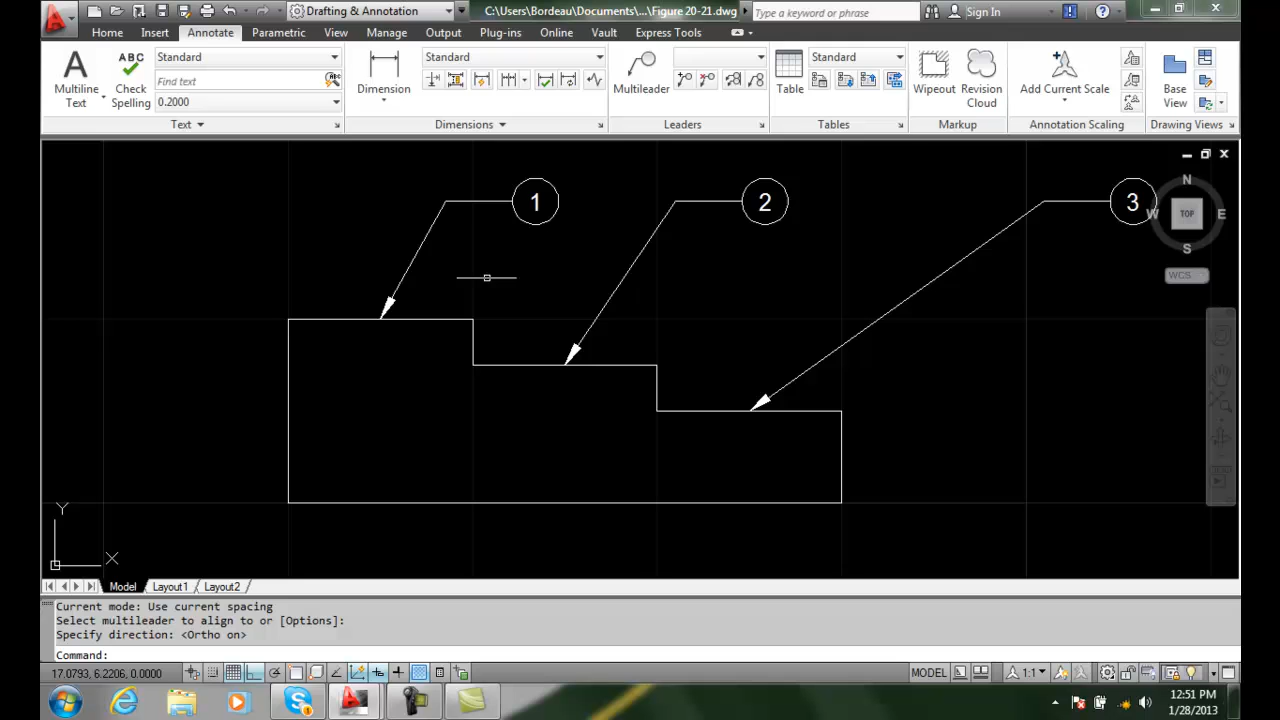 Drafting & Annotation
C:\Users\Bordeau\Documents\...\Figure 20-21.dwg
Type a keyword or phrase
Sign In
Home Insert Annotate Parametric View Manage Output Plug-ins Online Vault Express Tools
Multiline Text
ABC
Check Spelling
Standard
Find text
0.2000
Dimension
Standard
Multileader
Table
Standard
Wipeout
Revision Cloud
Add Current Scale
Base View
Text
Dimensions
Leaders
Tables
Markup
Annotation Scaling
Drawing Views
1
2
3
N
W
TOP
E
S
WCS
Y
X
Model Layout1 Layout2
Current mode: Use current spacing
Select multileader to align to or [Options]:
Specify direction: <Ortho on>
Command:
17.0793, 6.2206, 0.0000
MODEL
1:1
12:51 PM
1/28/2013